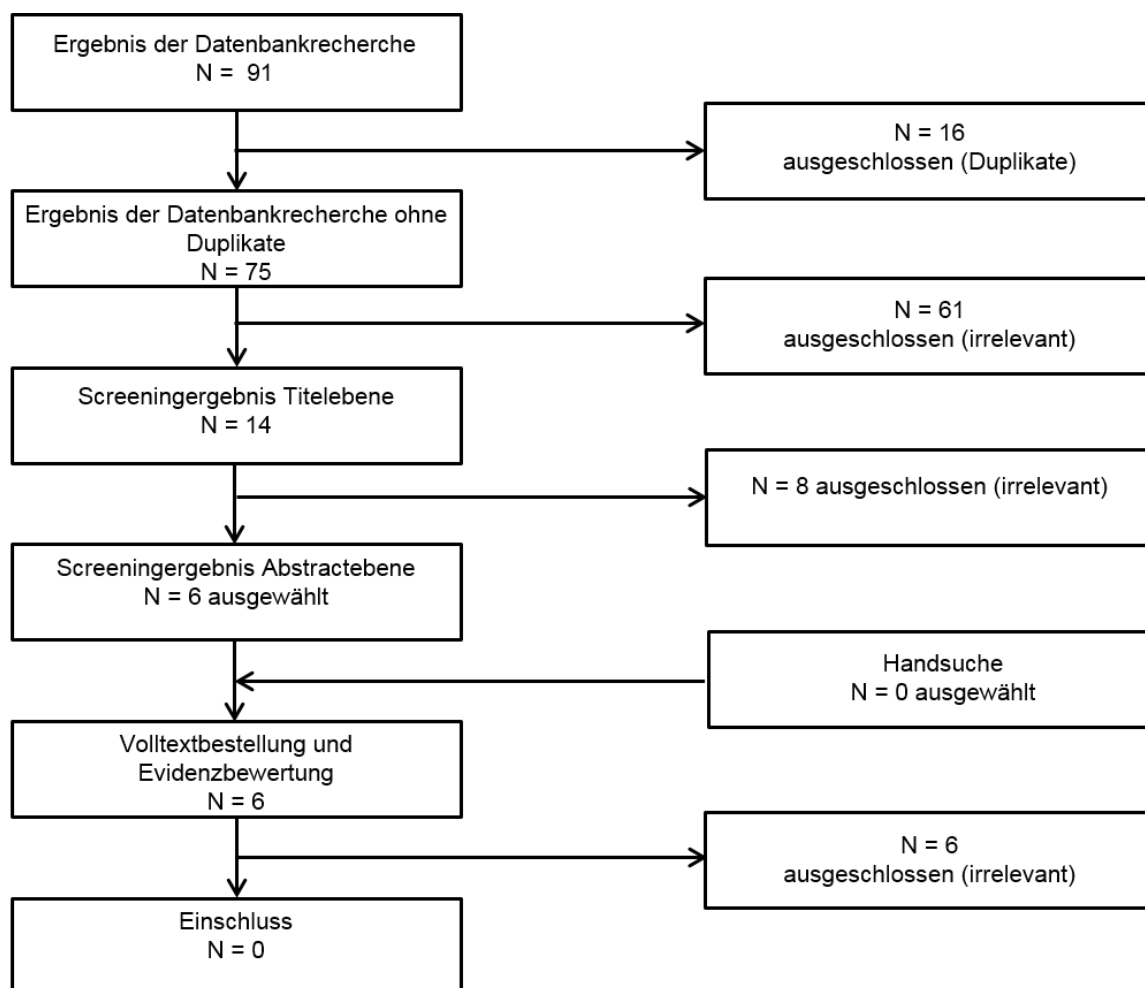 Ergebnis der Datenbankrecherche
N = 91
N = 16
ausgeschlossen (Duplikate)
Ergebnis der Datenbankrecherche ohne
Duplikate
N = 75
N = 61
ausgeschlossen (irrelevant)
Screeningergebnis Titelebene
N = 14
N = 8 ausgeschlossen (irrelevant)
Screeningergebnis Abstractebene
N = 6 ausgewählt
Handsuche
N = 0 ausgewählt
Volltextbestellung und
Evidenzbewertung
N = 6
N = 6
ausgeschlossen (irrelevant)
Einschluss
N = 0